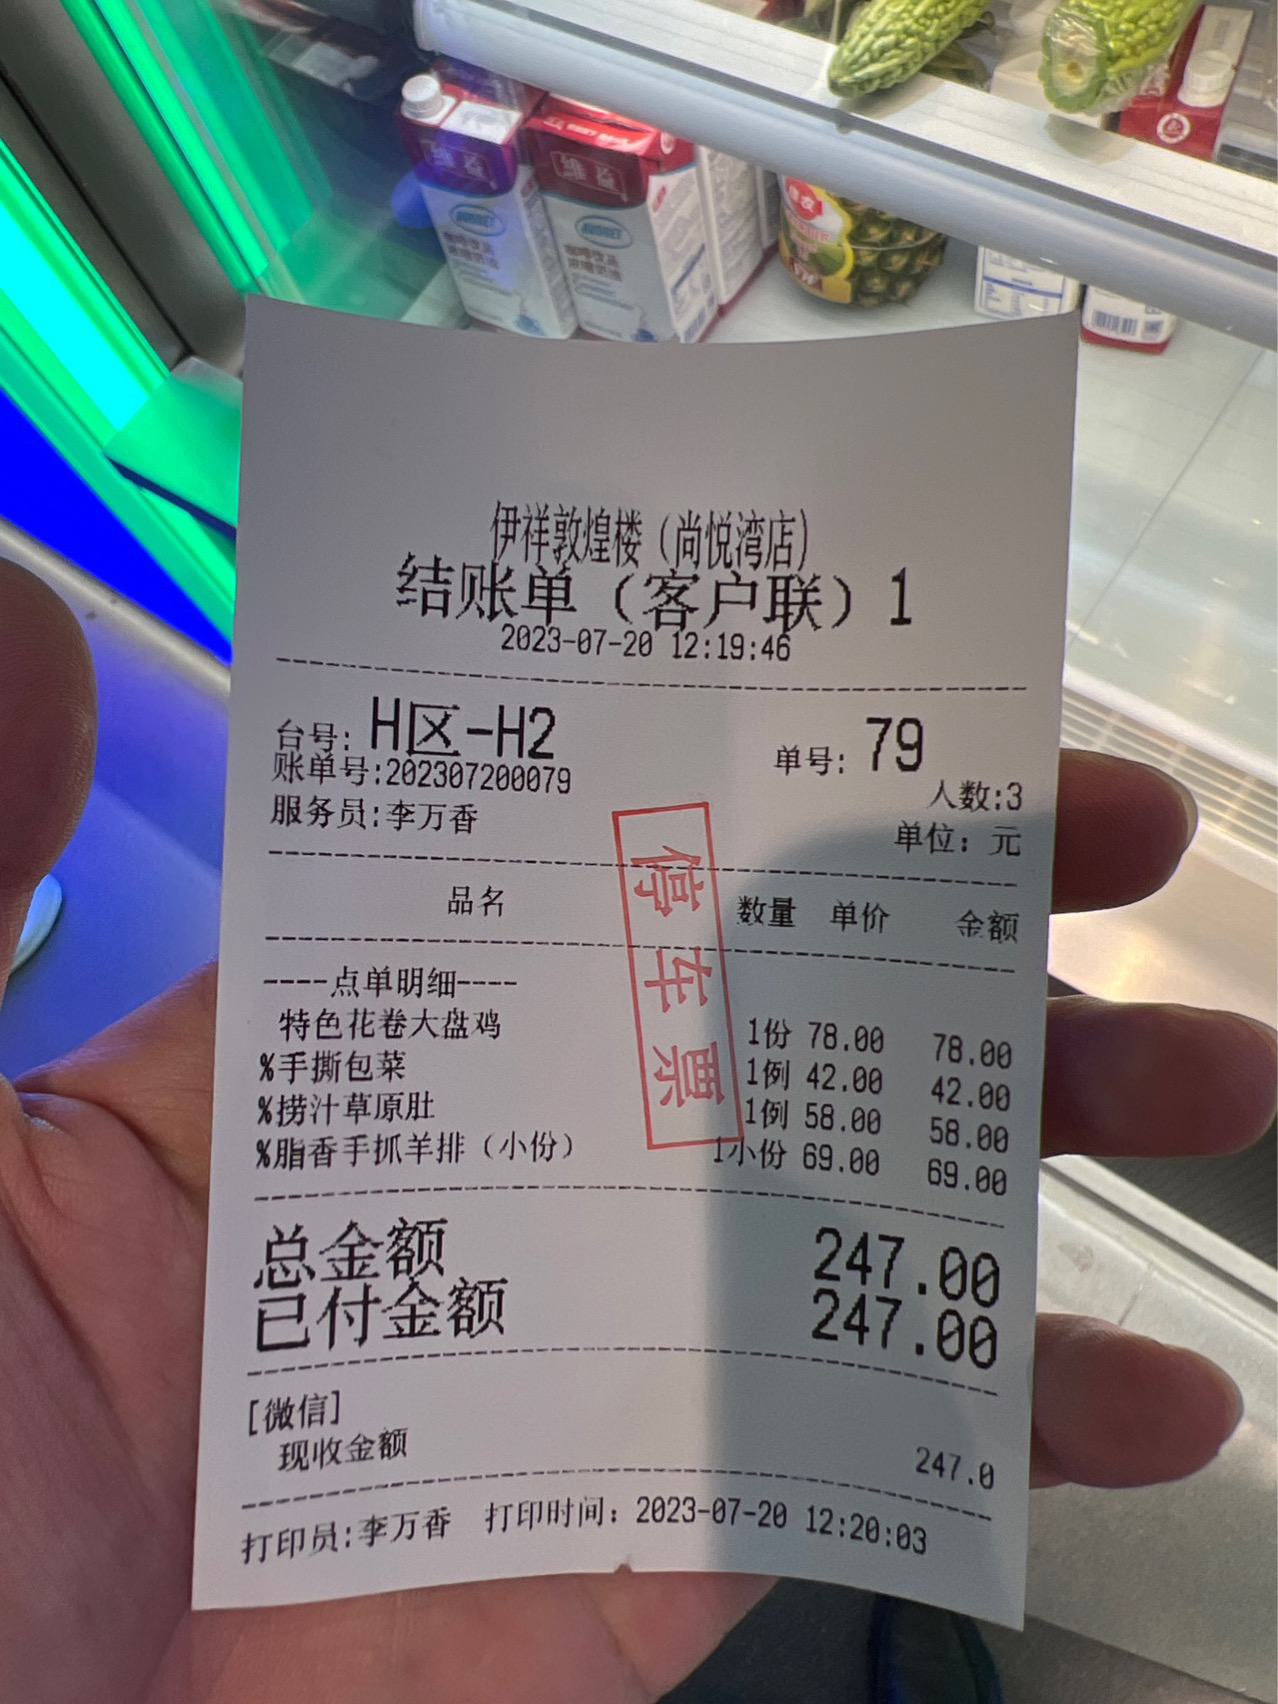 维益
维益
伊祥敦煌楼（尚悦湾店）
结账单（客户联）1
2023-07-20 12:19:46
台号: H区-H2 单号: 79
账单号:202307200079 人数:3
服务员:李万香 单位: 元
品名 数量 单价 金额
----点单明细----
特色花卷大盘鸡 1份 78.00 78.00
%手撕包菜 1例 42.00 42.00
%捞汁草原肚 1例 58.00 58.00
%脂香手抓羊排（小份） 1小份 69.00 69.00
停车票
总金额 247.00
已付金额 247.00
[微信]
现收金额 247.0
打印员:李万香 打印时间: 2023-07-20 12:20:03